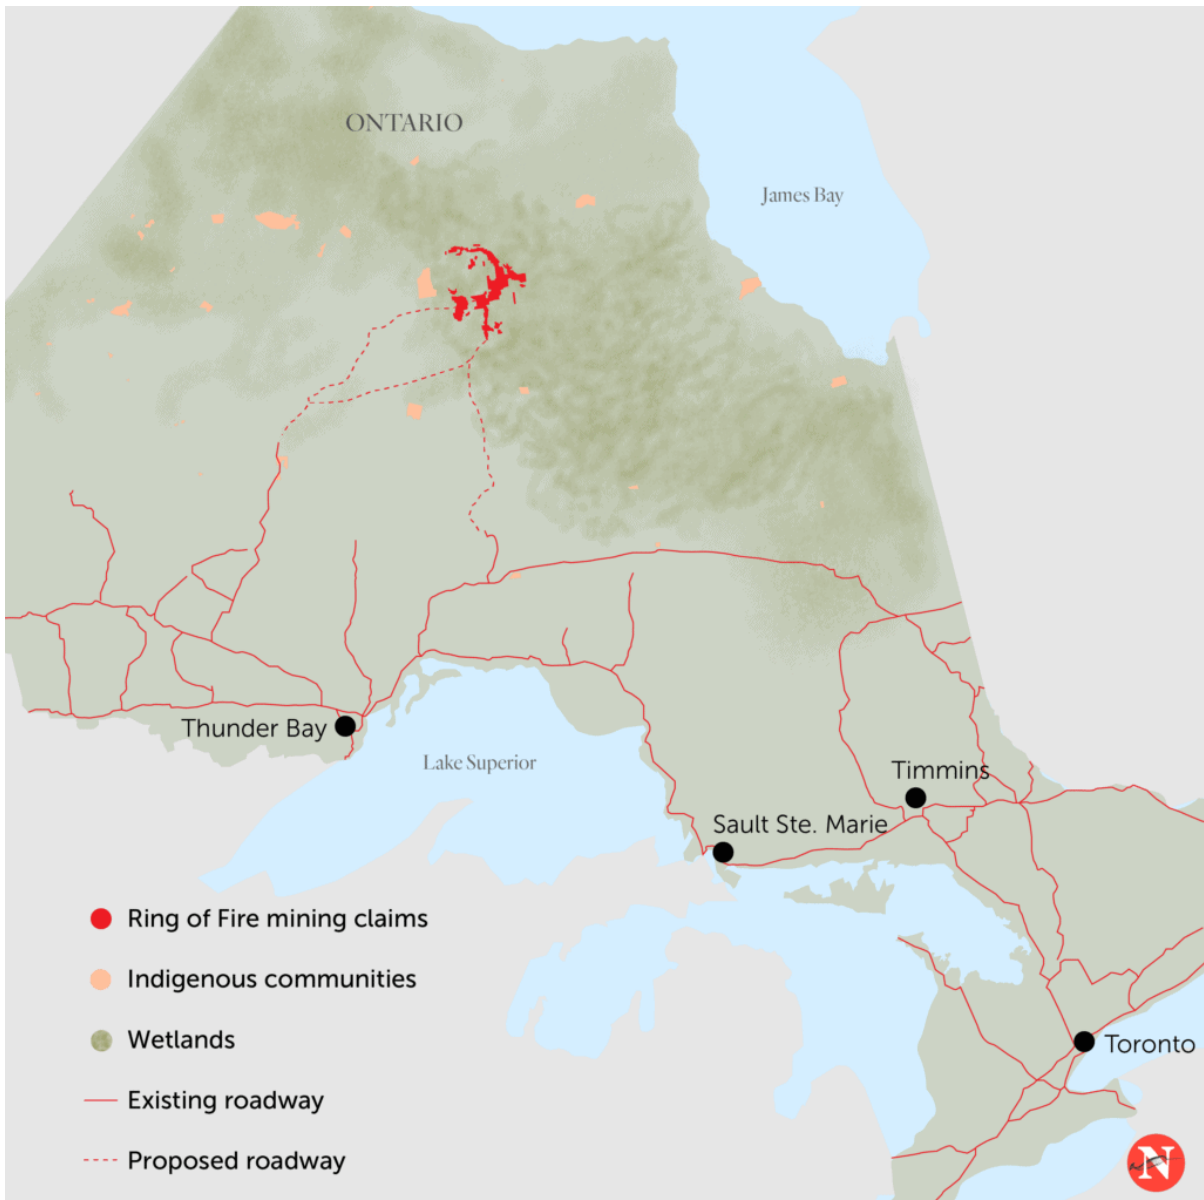 ONTARIO
James Bay
Thunder Bay
Lake Superior
Timmins
Sault Ste. Marie
Toronto
Ring of Fire mining claims
Indigenous communities
Wetlands
Existing roadway
Proposed roadway
N